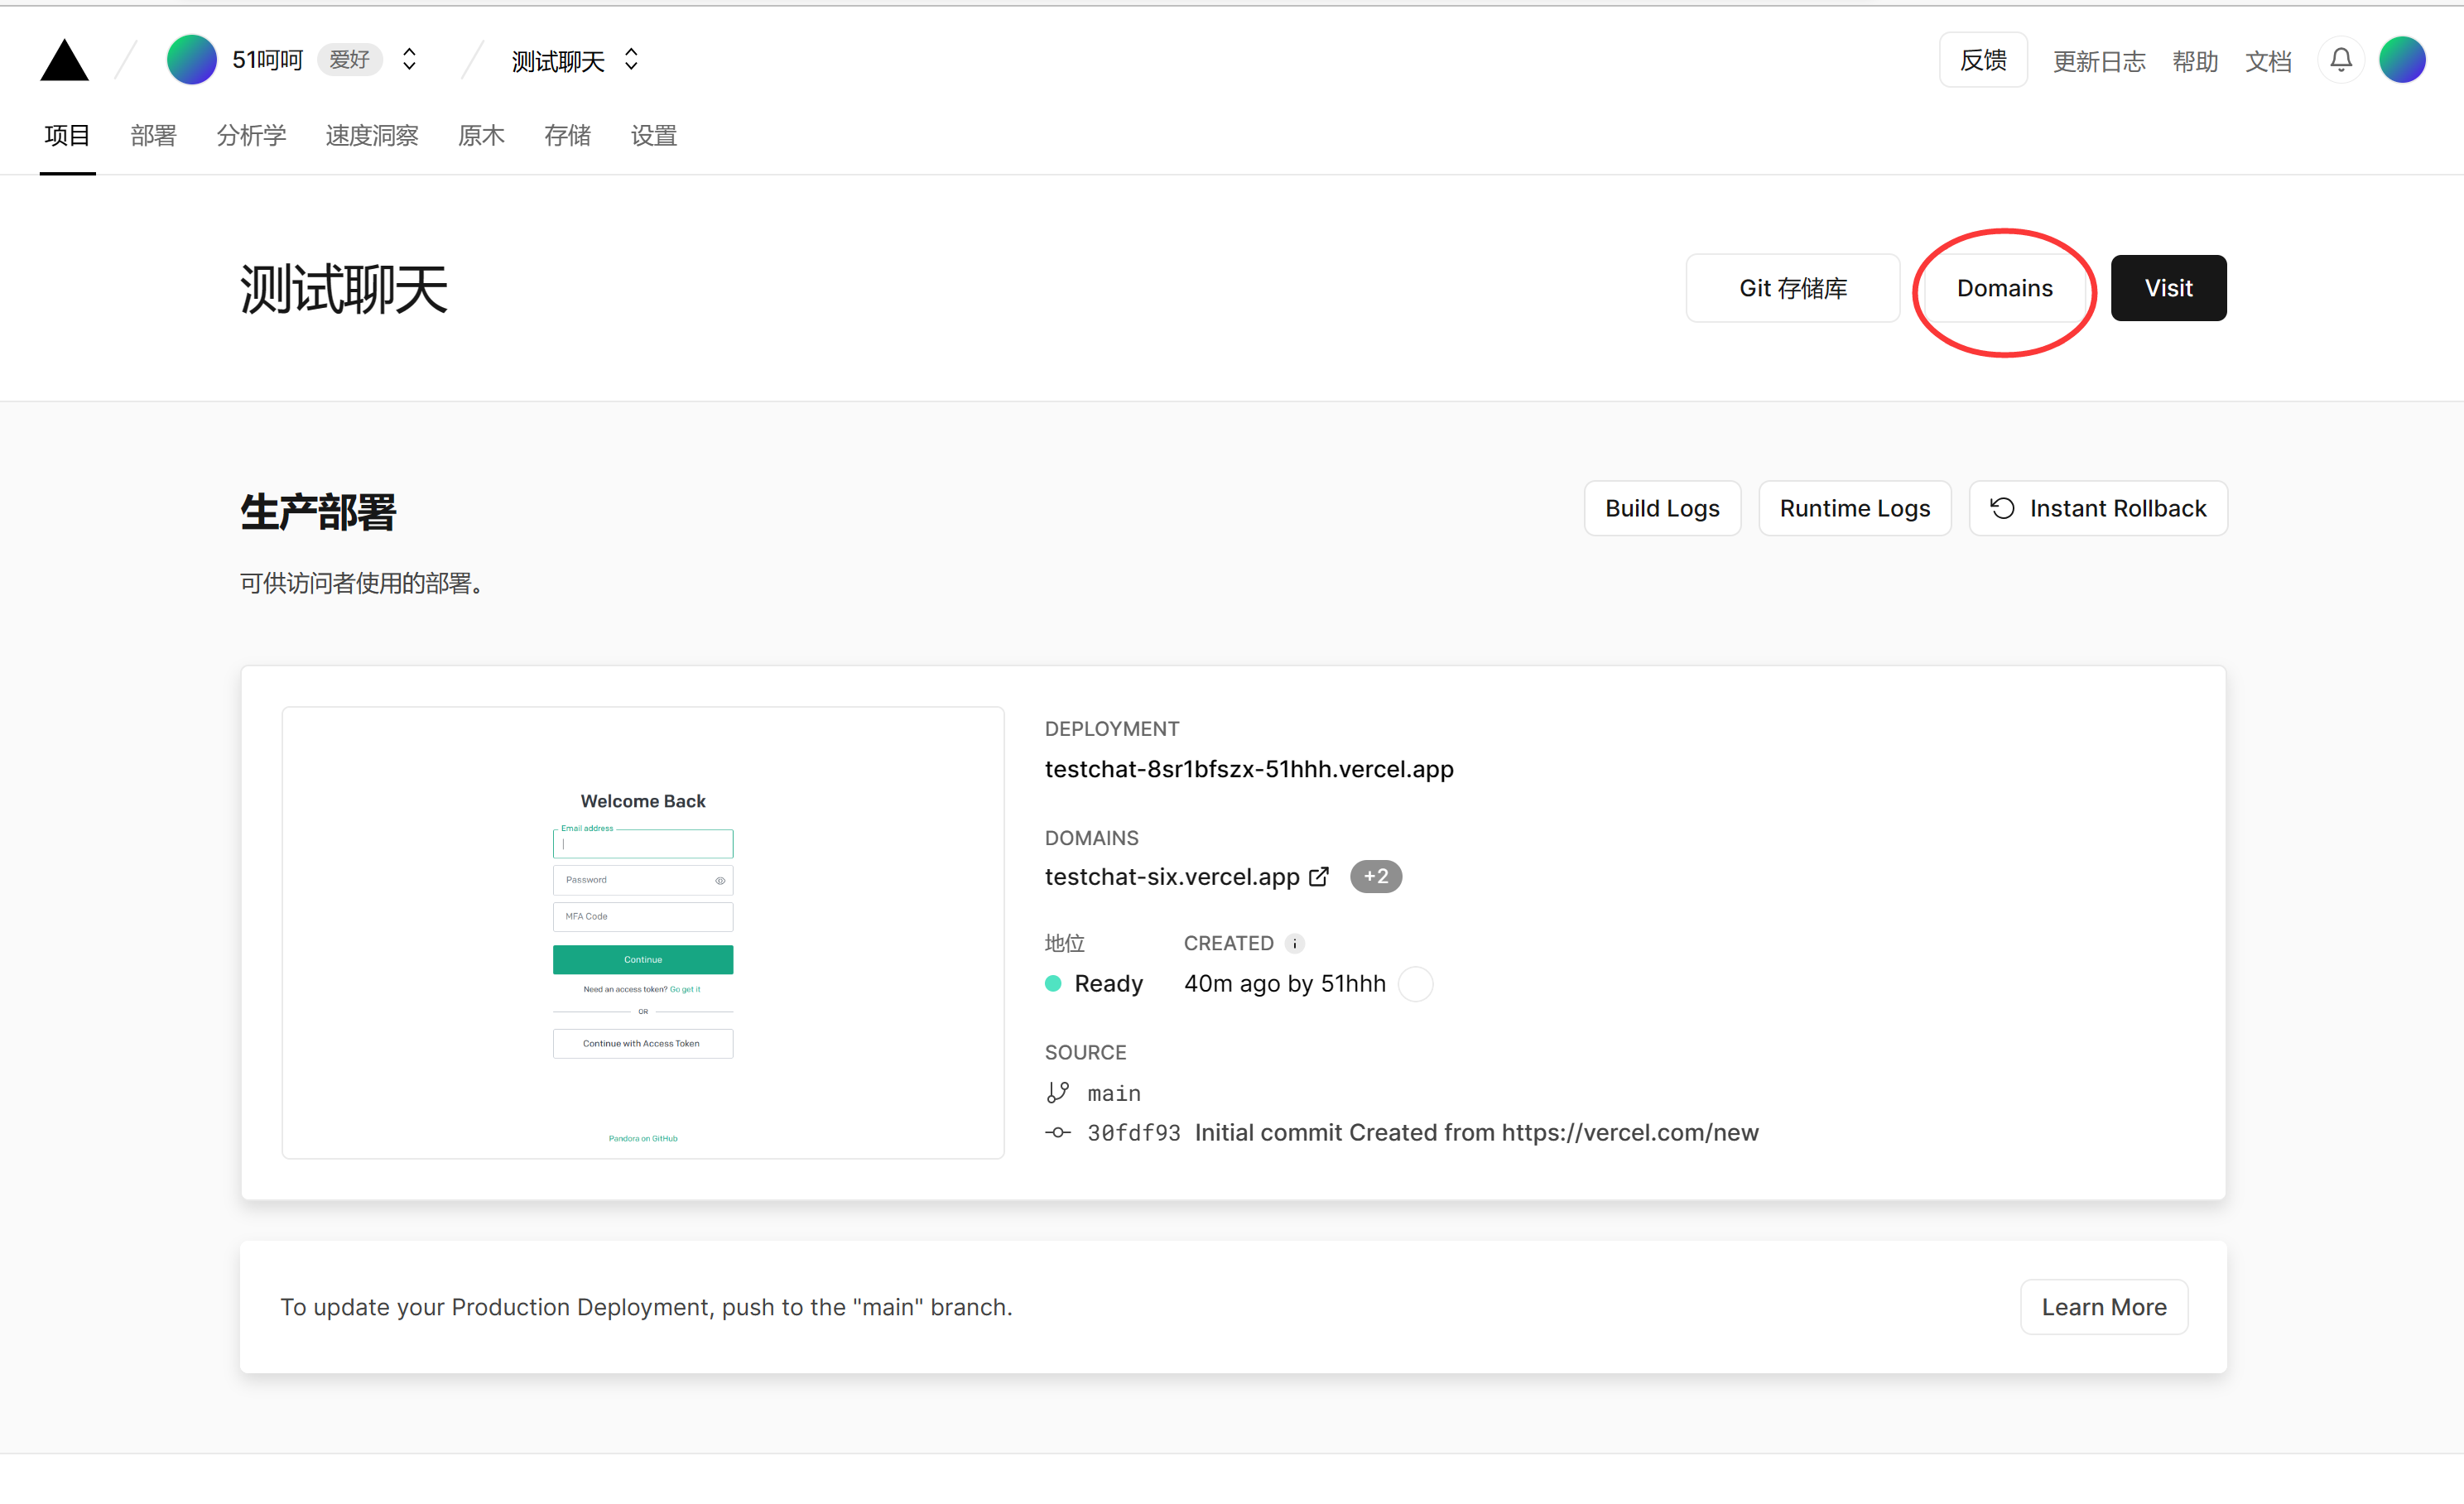 51呵呵 爱好 测试聊天 反馈 更新日志 帮助 文档
项目 部署 分析学 速度洞察 原木 存储 设置
测试聊天 Git 存储库 Domains Visit
生产部署 Build Logs Runtime Logs Instant Rollback
可供访问者使用的部署。
Welcome Back
Email address
Password
MFA Code
Continue
Need an access token? Go get it
OR
Continue with Access Token
Pandora on GitHub
DEPLOYMENT
testchat-8sr1bfszx-51hhh.vercel.app
DOMAINS
testchat-six.vercel.app +2
地位 CREATED
Ready 40m ago by 51hhh
SOURCE
main
30fdf93 Initial commit Created from https://vercel.com/new
To update your Production Deployment, push to the "main" branch. Learn More